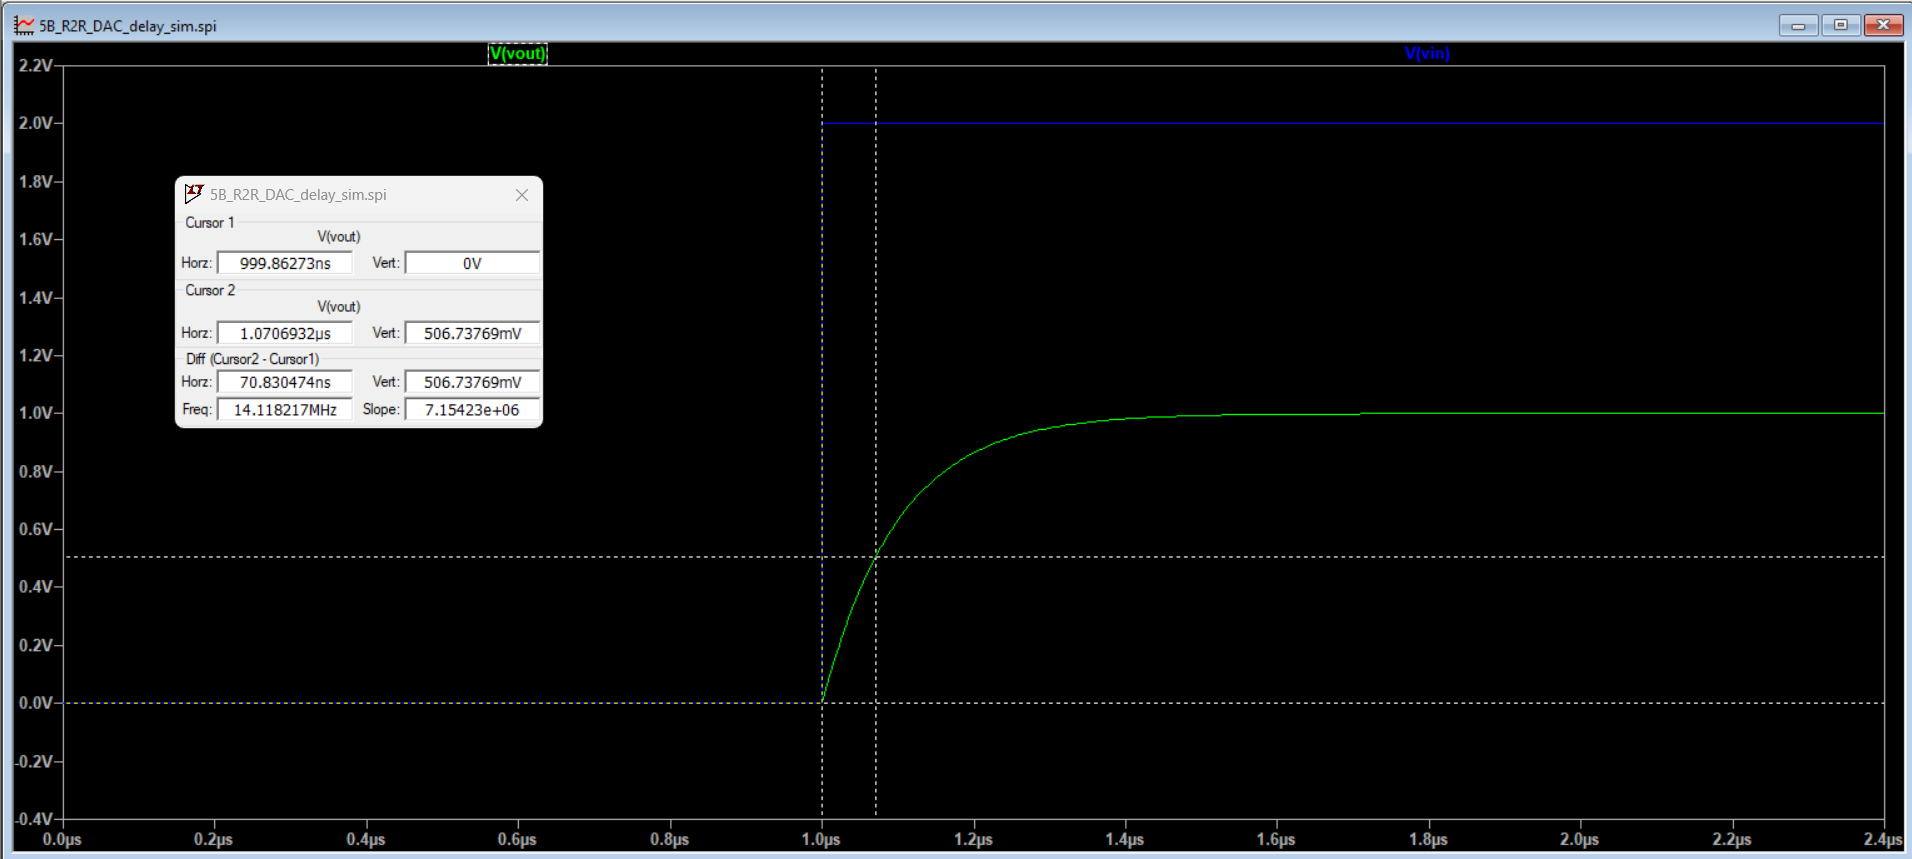 5B_R2R_DAC_delay_sim.spi
V(vout) V(vin)
2.2V
2.0V
1.8V
1.6V
1.4V
1.2V
1.0V
0.8V
0.6V
0.4V
0.2V
0.0V
-0.2V
-0.4V
5B_R2R_DAC_delay_sim.spi
Cursor 1
V(vout)
Horz: 999.86273ns Vert: 0V
Cursor 2
V(vout)
Horz: 1.0706932µs Vert: 506.73769mV
Diff (Cursor2 - Cursor1)
Horz: 70.830474ns Vert: 506.73769mV
Freq: 14.118217MHz Slope: 7.15423e+06
0.0µs 0.2µs 0.4µs 0.6µs 0.8µs 1.0µs 1.2µs 1.4µs 1.6µs 1.8µs 2.0µs 2.2µs 2.4µs